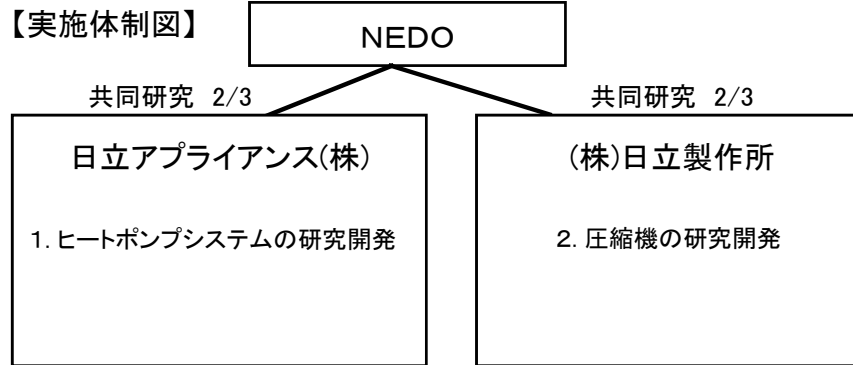 【実施体制図】
NEDO
共同研究 2/3
共同研究 2/3
日立アプライアンス(株)
(株)日立製作所
1. ヒートポンプシステムの研究開発
2. 圧縮機の研究開発